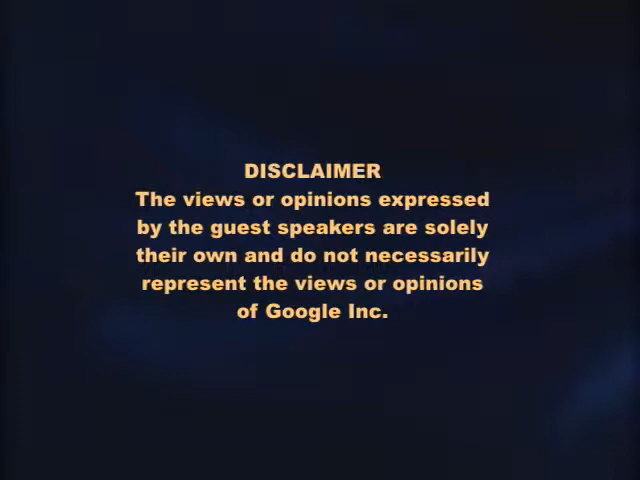 DISCLAIMER
The views or opinions expressed
by the guest speakers are solely
their own and do not necessarily
represent the views or opinions
of Google Inc.